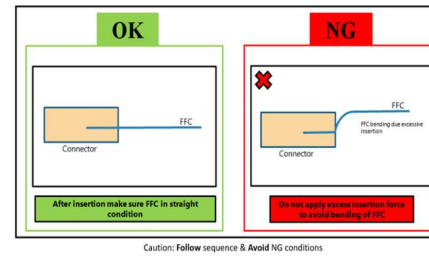 OK
FFC
Connector
After insertion make sure FFC in straight
condition
NG
FFC
FFC bending due excessive
insertion
Connector
Do not apply excess insertion force
to avoid bending of FFC
Caution: Follow sequence & Avoid NG conditions